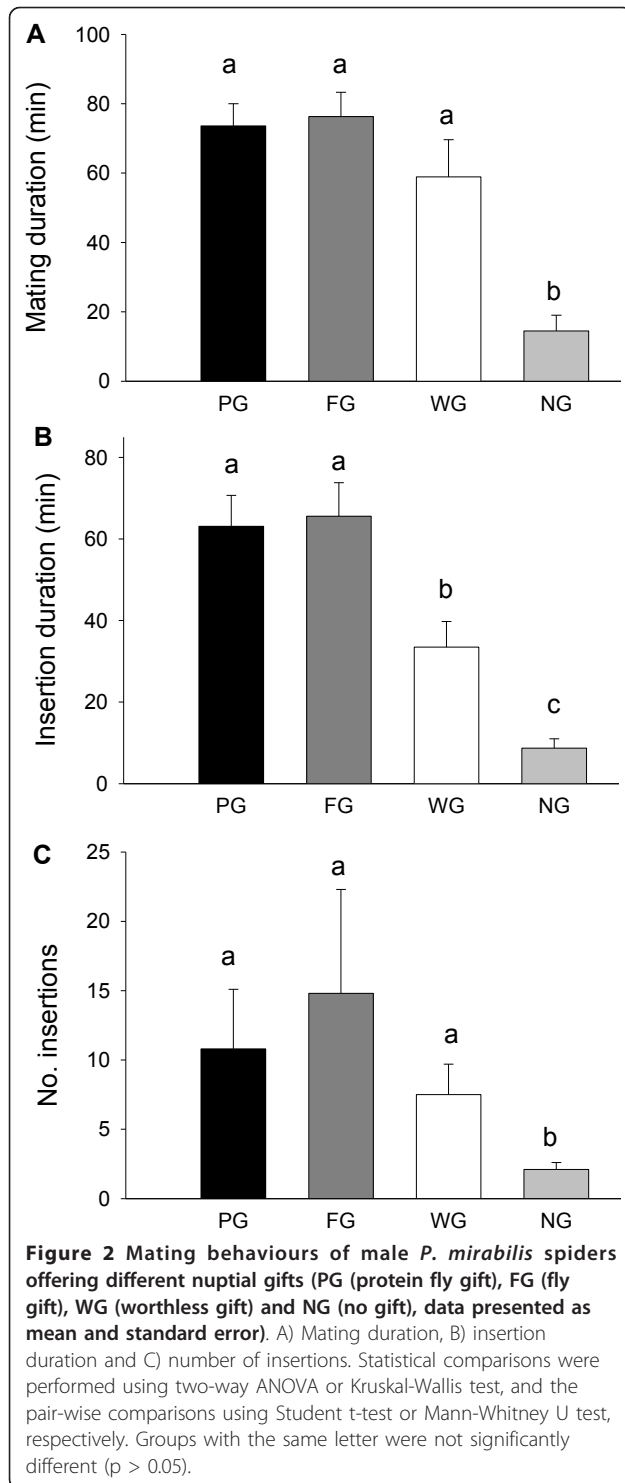 A
Mating duration (min)
100
80
60
40
20
0
a
a
a
b
PG FG WG NG
B
Insertion duration (min)
80
60
40
20
0
a
a
b
c
PG FG WG NG
C
No. insertions
25
20
15
10
5
0
a
a
a
b
PG FG WG NG
Figure 2 Mating behaviours of male P. mirabilis spiders
offering different nuptial gifts (PG (protein fly gift), FG (fly
gift), WG (worthless gift) and NG (no gift), data presented as
mean and standard error). A) Mating duration, B) insertion
duration and C) number of insertions. Statistical comparisons were
performed using two-way ANOVA or Kruskal-Wallis test, and the
pair-wise comparisons using Student t-test or Mann-Whitney U test,
respectively. Groups with the same letter were not significantly
different (p > 0.05).